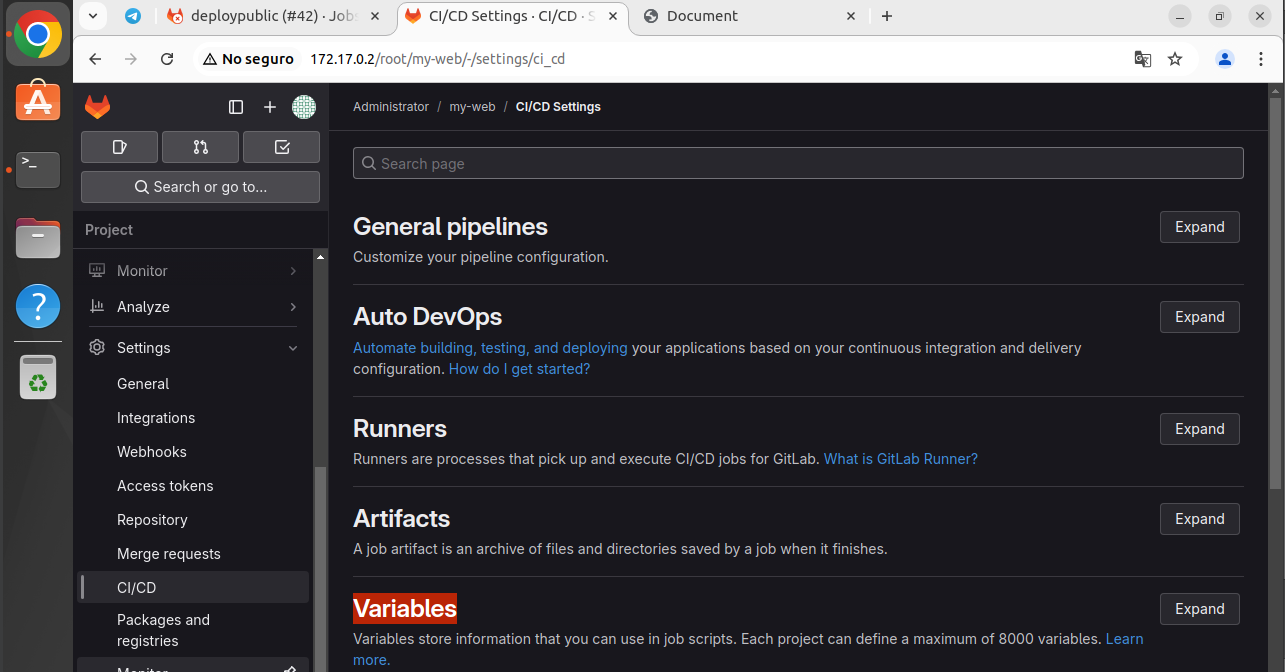 deploypublic (#42) · Jobs
CI/CD Settings · CI/CD · S
Document
No seguro
172.17.0.2/root/my-web/-/settings/ci_cd
Search or go to...
Project
Monitor
Analyze
Settings
General
Integrations
Webhooks
Access tokens
Repository
Merge requests
CI/CD
Packages and
registries
Monitor
Administrator / my-web / CI/CD Settings
Search page
General pipelines
Expand
Customize your pipeline configuration.
Auto DevOps
Expand
Automate building, testing, and deploying your applications based on your continuous integration and delivery
configuration. How do I get started?
Runners
Expand
Runners are processes that pick up and execute CI/CD jobs for GitLab. What is GitLab Runner?
Artifacts
Expand
A job artifact is an archive of files and directories saved by a job when it finishes.
Variables
Expand
Variables store information that you can use in job scripts. Each project can define a maximum of 8000 variables. Learn
more.